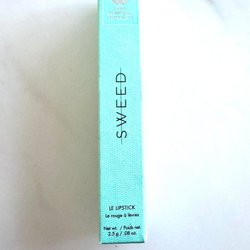 SWEED
LE LIPSTICK
Le rouge à lèvres
Net wt. / Poids net.
2.5 g / .08 oz.